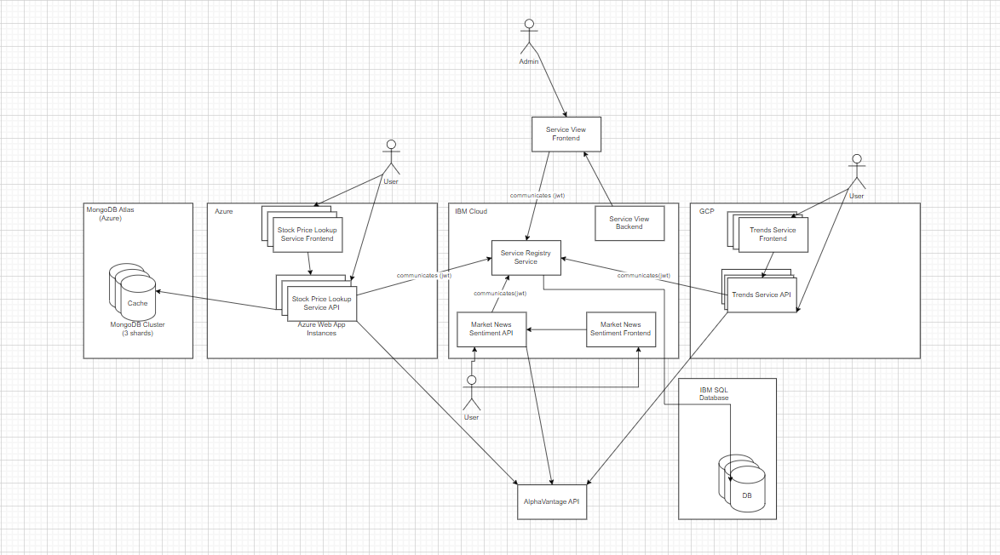 Admin
Service View
Frontend
User
User
communicates (jwt)
MongoDB Atlas
(Azure)
Azure
IBM Cloud
GCP
Service View
Backend
Stock Price Lookup
Service Frontend
Trends Service
Frontend
Service Registry
Service
communicates (jwt)
communicates(jwt)
communicates(jwt)
Trends Service API
Stock Price Lookup
Service API
Cache
MongoDB Cluster
(3 shards)
Azure Web App
Instances
Market News
Sentiment API
Market News
Sentiment Frontend
User
IBM SQL
Database
DB
AlphaVantage API